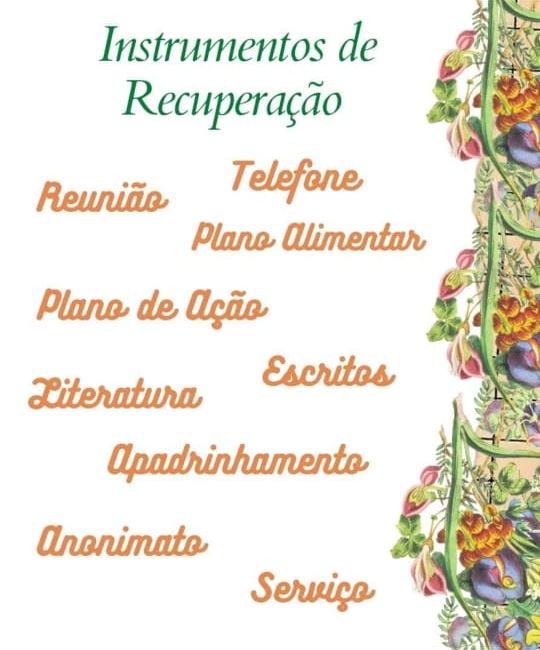 Instrumentos de
Recuperação
Telefone
Reunião
Plano Alimentar
Plano de Ação
Escritos
Literatura
Apadrinhamento
Anonimato
Serviço